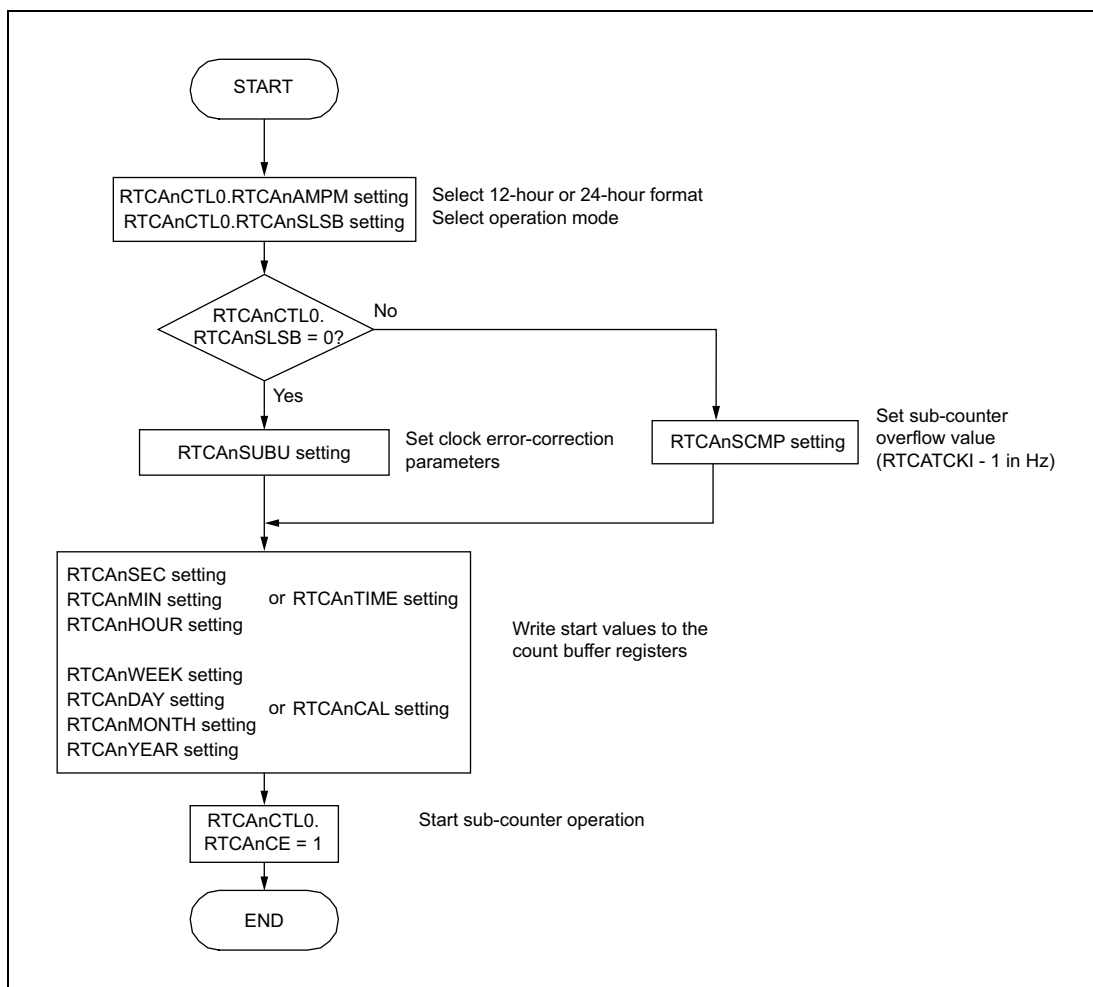 START
RTCAnCTL0.RTCAnAMPM setting
RTCAnCTL0.RTCAnSLSB setting
Select 12-hour or 24-hour format
Select operation mode
RTCAnCTL0.
RTCAnSLSB = 0?
No
Yes
RTCAnSUBU setting
Set clock error-correction
parameters
RTCAnSCMP setting
Set sub-counter
overflow value
(RTCATCKI - 1 in Hz)
RTCAnSEC setting
RTCAnMIN setting
RTCAnHOUR setting
or RTCAnTIME setting
RTCAnWEEK setting
RTCAnDAY setting
RTCAnMONTH setting
RTCAnYEAR setting
or RTCAnCAL setting
Write start values to the
count buffer registers
RTCAnCTL0.
RTCAnCE = 1
Start sub-counter operation
END